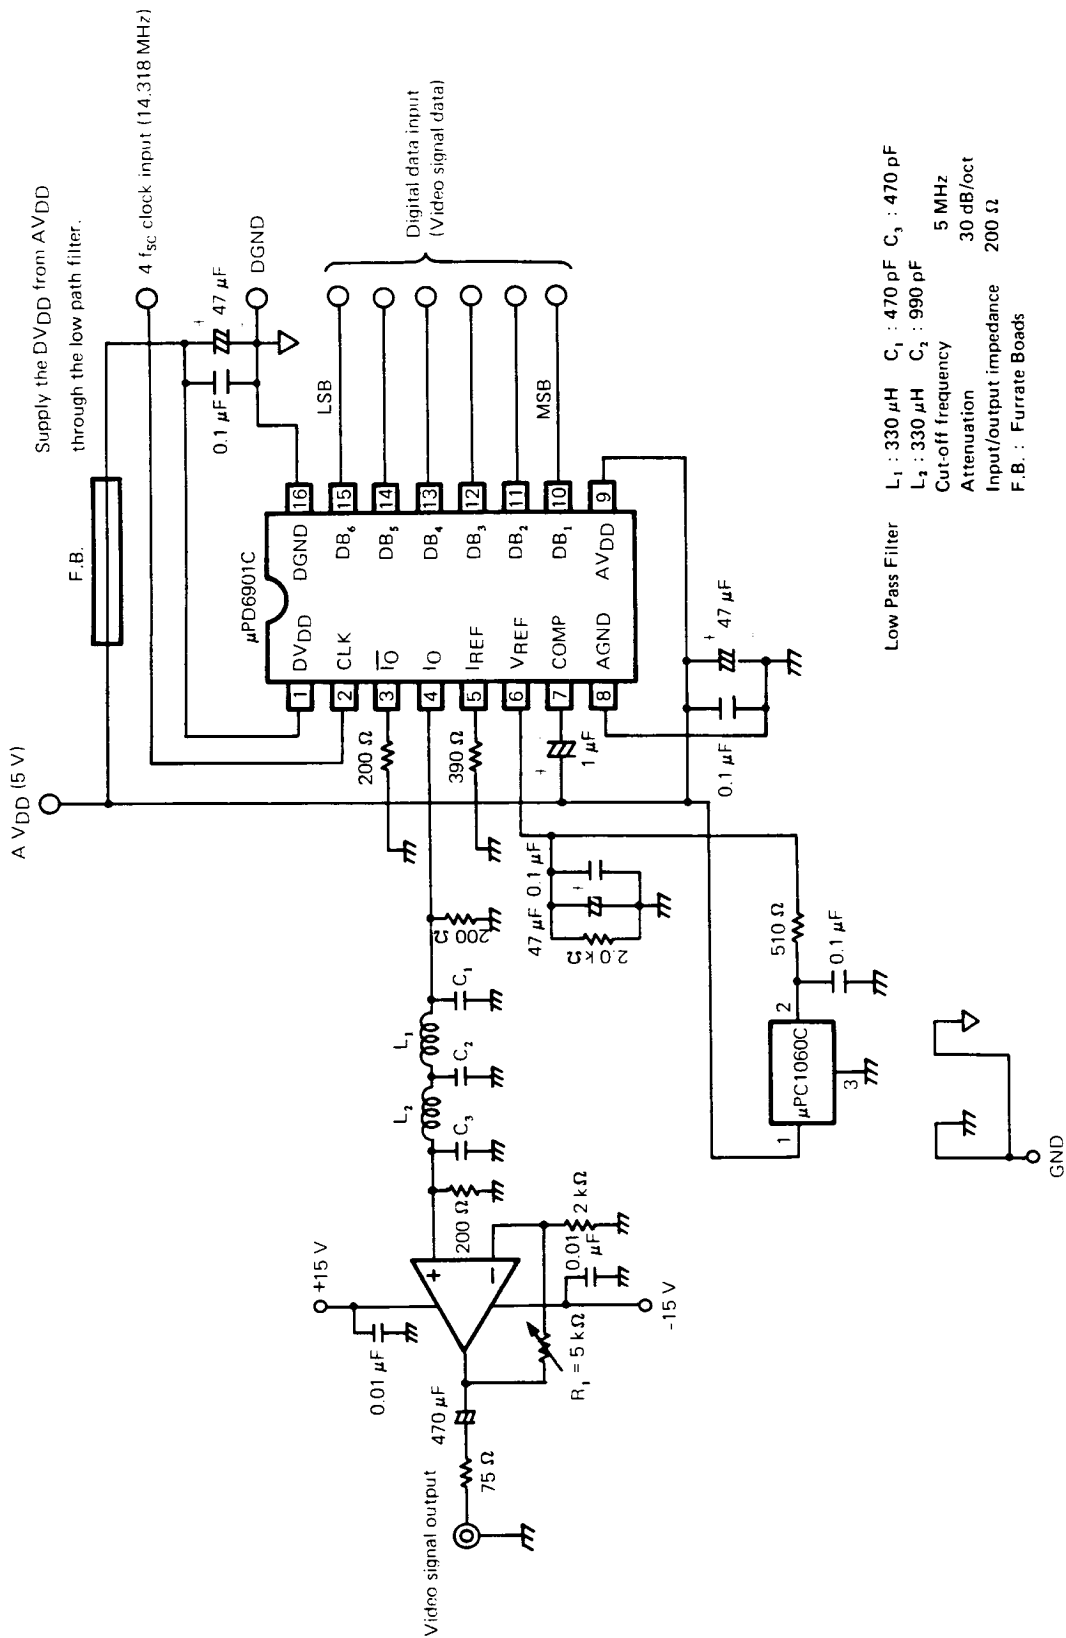 Supply the DVDD from AVDD
through the low path filter.
4 fsc clock input (14.318 MHz)
A VDD (5 V)
F.B.
0.1 µF
47 µF
DGND
LSB
MSB
Digital data input
(Video signal data)
µPD6901C
1 DVDD
2 CLK
3 IO
4 IO
5 IREF
6 VREF
7 COMP
8 AGND
16 DGND
15 DB6
14 DB5
13 DB4
12 DB3
11 DB2
10 DB1
9 AVDD
200 Ω
390 Ω
1 µF
0.1 µF
47 µF
200 Ω
47 µF
0.1 µF
2.0 kΩ
510 Ω
0.1 µF
µPC1060C
1
2
3
GND
L1
L2
C1
C2
C3
200 Ω
+15 V
0.01 µF
+
−
-15 V
0.01
µF
2 kΩ
R1 = 5 kΩ
470 µF
75 Ω
Video signal output
Low Pass Filter
L1 : 330 µH C1 : 470 pF C3 : 470 pF
L2 : 330 µH C2 : 990 pF
Cut-off frequency 5 MHz
Attenuation 30 dB/oct
Input/output impedance 200 Ω
F.B. : Furrate Boads